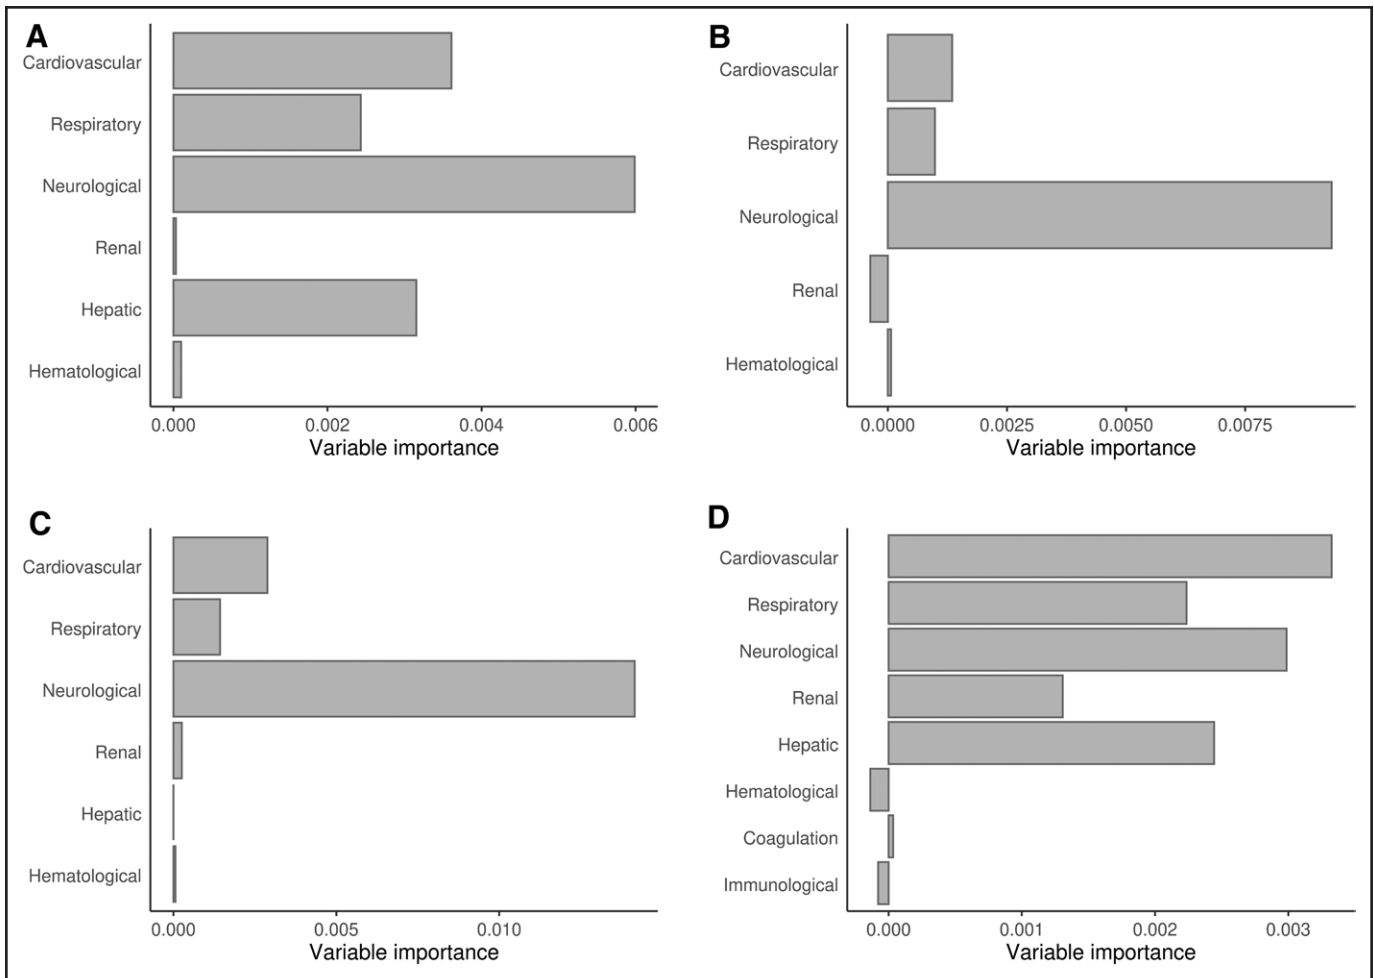 A
Cardiovascular
Respiratory
Neurological
Renal
Hepatic
Hematological
0.000 0.002 0.004 0.006
Variable importance
B
Cardiovascular
Respiratory
Neurological
Renal
Hematological
0.0000 0.0025 0.0050 0.0075
Variable importance
C
Cardiovascular
Respiratory
Neurological
Renal
Hepatic
Hematological
0.000 0.005 0.010
Variable importance
D
Cardiovascular
Respiratory
Neurological
Renal
Hepatic
Hematological
Coagulation
Immunological
0.000 0.001 0.002 0.003
Variable importance